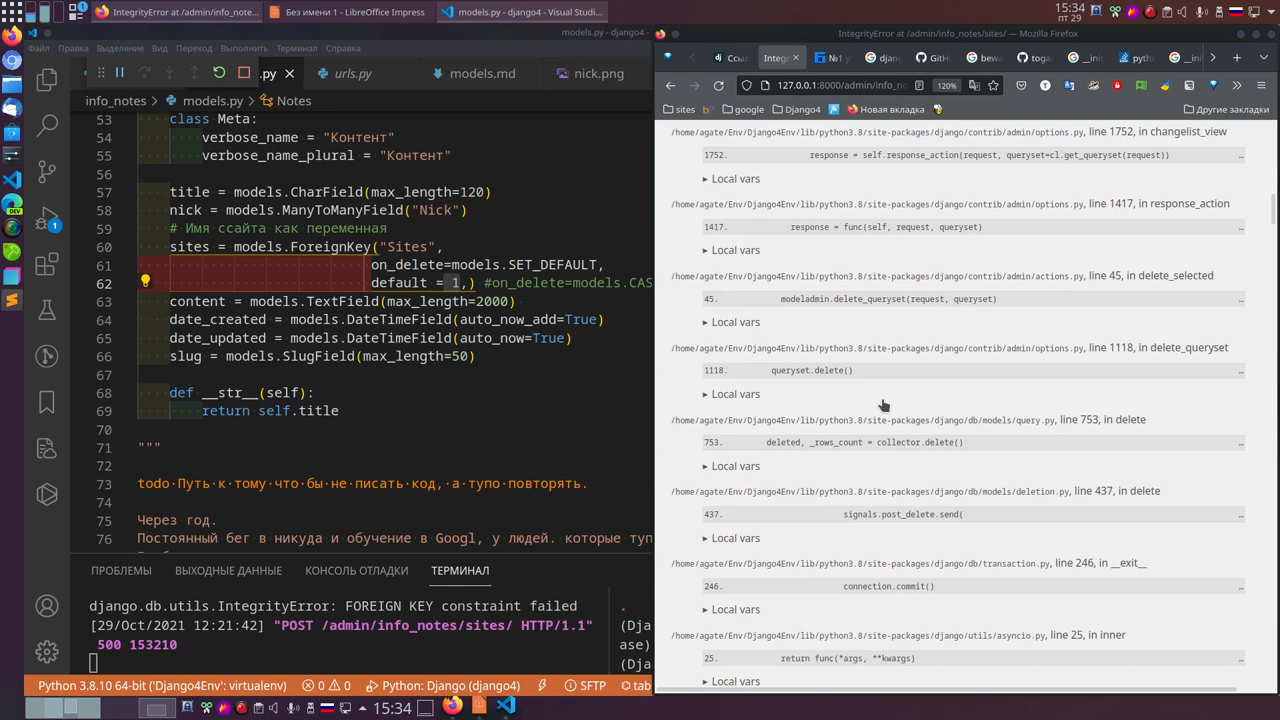 IntegrityError at /admin/info_note...
Без имени 1 - LibreOffice Impress
models.py - django4 - Visual Studi...
15:34
ПТ 29
models.py - django4
Файл Правка Выделение Вид Переход Выполнить Терминал Справка
.py urls.py models.md nick.png
info_notes > models.py > Notes
53 class Meta:
54 verbose_name = "Контент"
55 verbose_name_plural = "Контент"
56
57 title = models.CharField(max_length=120)
58 nick = models.ManyToManyField("Nick")
59 # Имя ссайта как переменная
60 sites = models.ForeignKey("Sites",
61 on_delete=models.SET_DEFAULT,
62 default = 1,) #on_delete=models.CAS
63 content = models.TextField(max_length=2000)
64 date_created = models.DateTimeField(auto_now_add=True)
65 date_updated = models.DateTimeField(auto_now=True)
66 slug = models.SlugField(max_length=50)
67
68 def __str__(self):
69 return self.title
70
71 """
72
73 todo·Путь·к·тому·что·бы·не·писать·код,·а·тупо·повторять.
74
75 Через год.
76 Постоянный бег в никуда и обучение в Googl, у людей. которые туп
ПРОБЛЕМЫ ВЫХОДНЫЕ ДАННЫЕ КОНСОЛЬ ОТЛАДКИ ТЕРМИНАЛ
django.db.utils.IntegrityError: FOREIGN KEY constraint failed
[29/Oct/2021 12:21:42] "POST /admin/info_notes/sites/ HTTP/1.1"
500 153210
.
(Dja
ase)
(Dja
1
DEV
Python 3.8.10 64-bit ('Django4Env': virtualenv) 0 0 Python: Django (django4) SFTP tab
IntegrityError at /admin/info_notes/sites/ — Mozilla Firefox
Ссы Integ №1 y djang GitH bewa toga __init pytho __ini
127.0.0.1:8000/admin/info_no 120%
sites google Django4 Новая вкладка Другие закладки
/home/agate/Env/Django4Env/lib/python3.8/site-packages/django/contrib/admin/options.py, line 1752, in changelist_view
1752. response = self.response_action(request, queryset=cl.get_queryset(request)) …
▸ Local vars
/home/agate/Env/Django4Env/lib/python3.8/site-packages/django/contrib/admin/options.py, line 1417, in response_action
1417. response = func(self, request, queryset) …
▸ Local vars
/home/agate/Env/Django4Env/lib/python3.8/site-packages/django/contrib/admin/actions.py, line 45, in delete_selected
45. modeladmin.delete_queryset(request, queryset) …
▸ Local vars
/home/agate/Env/Django4Env/lib/python3.8/site-packages/django/contrib/admin/options.py, line 1118, in delete_queryset
1118. queryset.delete() …
▸ Local vars
/home/agate/Env/Django4Env/lib/python3.8/site-packages/django/db/models/query.py, line 753, in delete
753. deleted, _rows_count = collector.delete() …
▸ Local vars
/home/agate/Env/Django4Env/lib/python3.8/site-packages/django/db/models/deletion.py, line 437, in delete
437. signals.post_delete.send( …
▸ Local vars
/home/agate/Env/Django4Env/lib/python3.8/site-packages/django/db/transaction.py, line 246, in __exit__
246. connection.commit() …
▸ Local vars
/home/agate/Env/Django4Env/lib/python3.8/site-packages/django/utils/asyncio.py, line 25, in inner
25. return func(*args, **kwargs) …
▸ Local vars
15:34